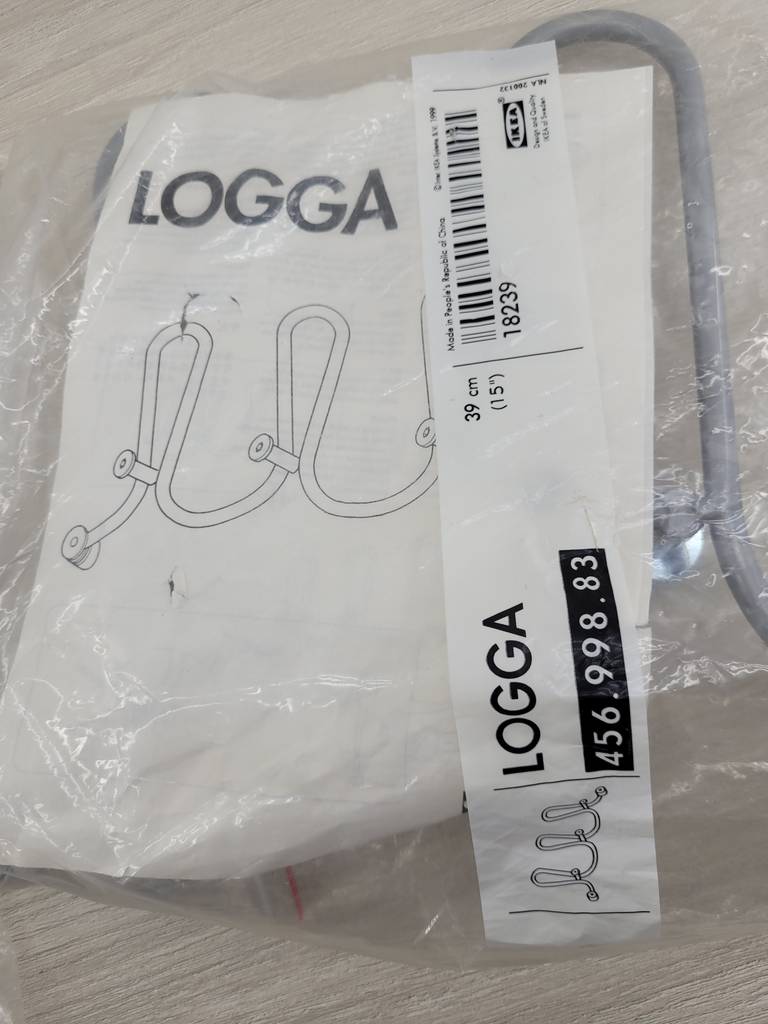 LOGGA
NLA 200132
IKEA®
Design and Quality
IKEA of Sweden
© Inter IKEA Systems B.V. 1999
Made in People's Republic of China
18239
39 cm
(15")
LOGGA
456.998.83